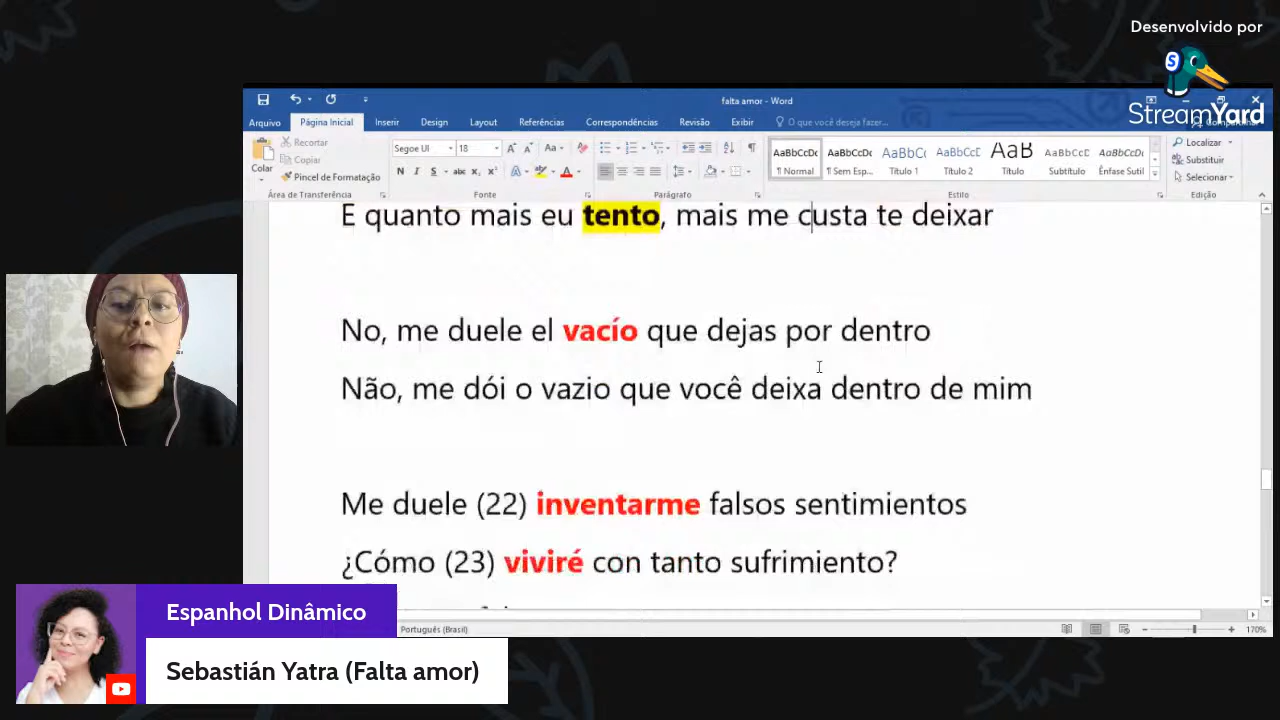 Desenvolvido por
StreamYard
falta amor - Word
Arquivo Página Inicial Inserir Design Layout Referências Correspondências Revisão Exibir O que você deseja fazer...
Colar
Recortar
Copiar
Pincel de Formatação
Área de Transferência
Segoe UI 18
N I S abc x₂ x²
Fonte
Parágrafo
AaBbCcDc AaBbCcDc AaBbCc AaBbCcC AaB AaBbCcC AaBbCcDc
¶ Normal ¶ Sem Esp... Título 1 Título 2 Título Subtítulo Ênfase Sutil
Estilo
Localizar
Substituir
Selecionar
Edição
E quanto mais eu tento, mais me custa te deixar
No, me duele el vacío que dejas por dentro
Não, me dói o vazio que você deixa dentro de mim
Me duele (22) inventarme falsos sentimientos
¿Cómo (23) viviré con tanto sufrimiento?
Português (Brasil)
170%
Espanhol Dinâmico
Sebastián Yatra (Falta amor)